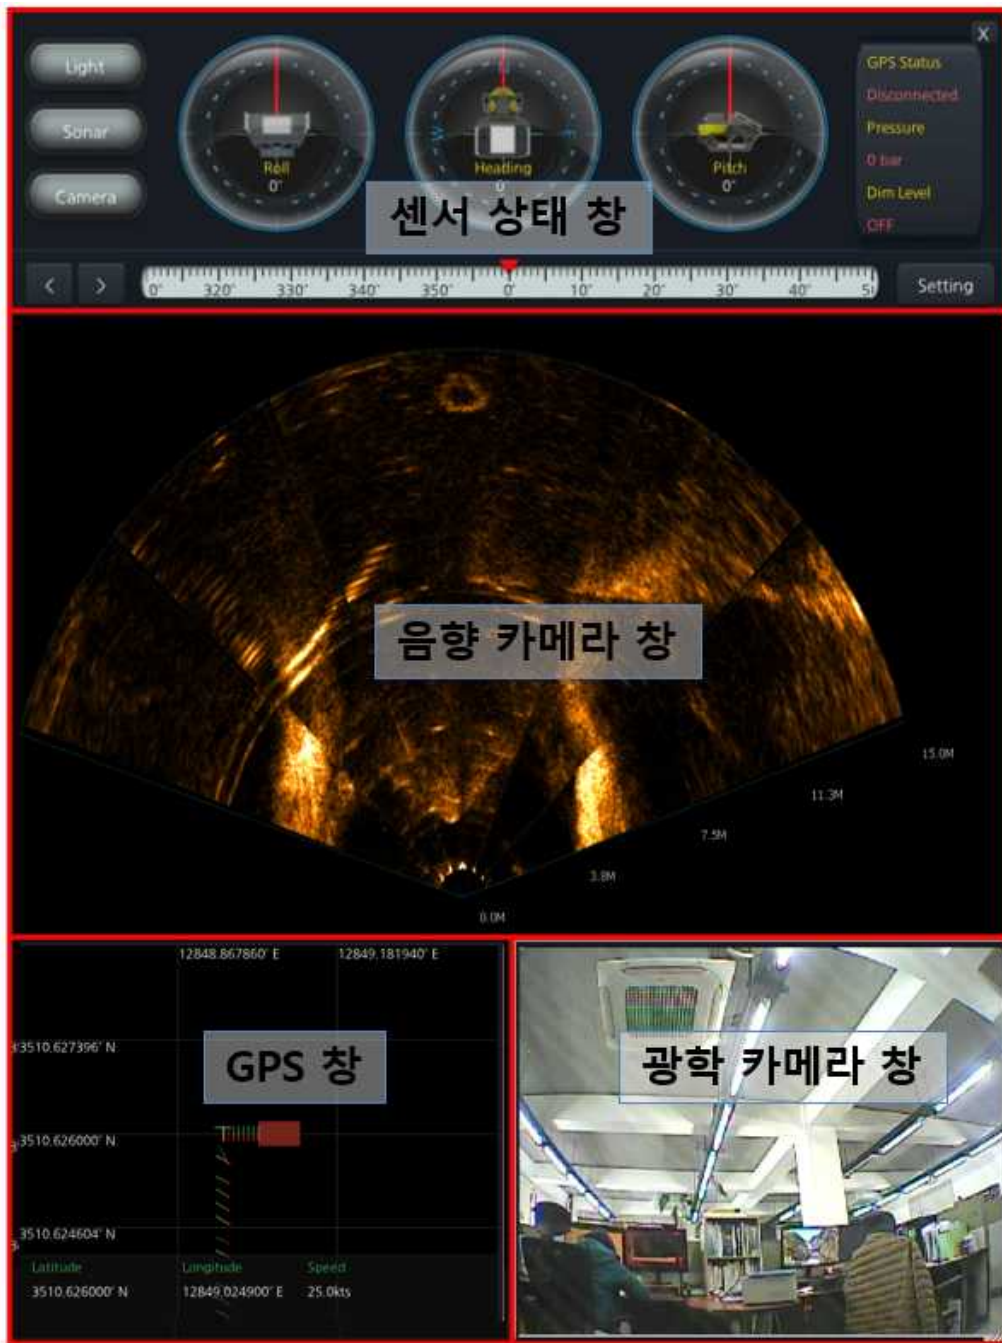 X
Light
Sonar
Camera
Roll
0°
Heading
0
Pitch
0°
GPS Status
Disconnected
Pressure
0 bar
Dim Level
OFF
센서 상태 창
< >
0° 320° 330° 340° 350° 0° 10° 20° 30° 40°
Setting
음향 카메라 창
15.0M
11.3M
7.5M
3.8M
0.0M
12848.867860' E 12849.181940' E
3510.627396' N
GPS 창
3510.626000' N
3510.624604' N
Latitude Longitude Speed
3510.626000' N 12849.024900' E 25.0kts
광학 카메라 창